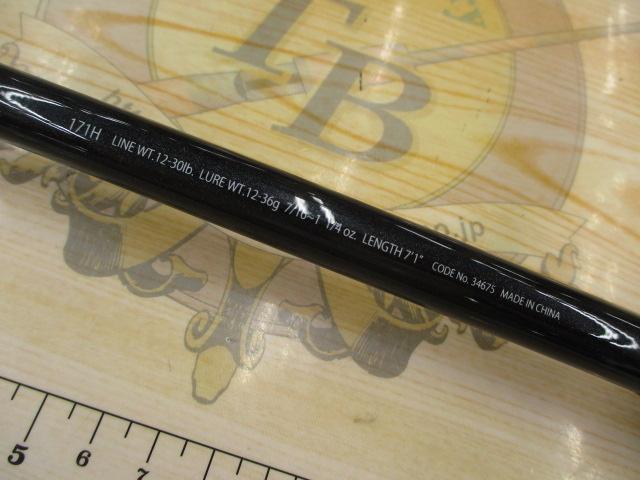 TB
171H LINE WT.12-30lb. LURE WT.12-36g 7/16~1 1/4 oz. LENGTH 7'1" CODE No. 34675 MADE IN CHINA
5 6 7